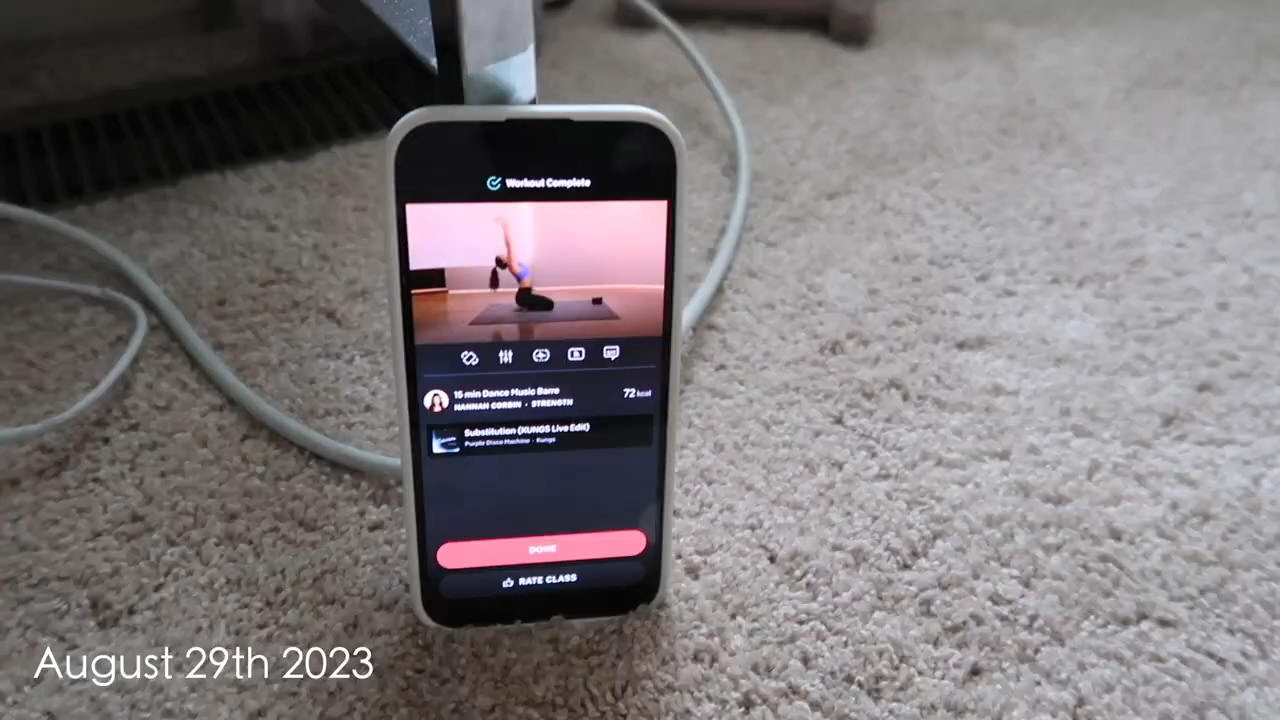 Workout Complete
15 min Dance Music Barre
72 kcal
HANNAH CORBIN · STRENGTH
Substitution (KUNGS Live Edit)
Purple Disco Machine · Kungs
DONE
RATE CLASS
August 29th 2023